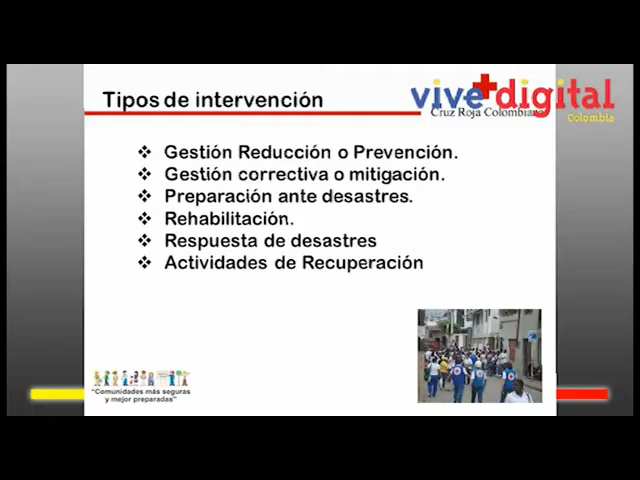 Tipos de intervención
vive+digital
Colombia
Cruz Roja Colombiana
❖ Gestión Reducción o Prevención.
❖ Gestión correctiva o mitigación.
❖ Preparación ante desastres.
❖ Rehabilitación.
❖ Respuesta de desastres
❖ Actividades de Recuperación
"Comunidades más seguras
y mejor preparadas"